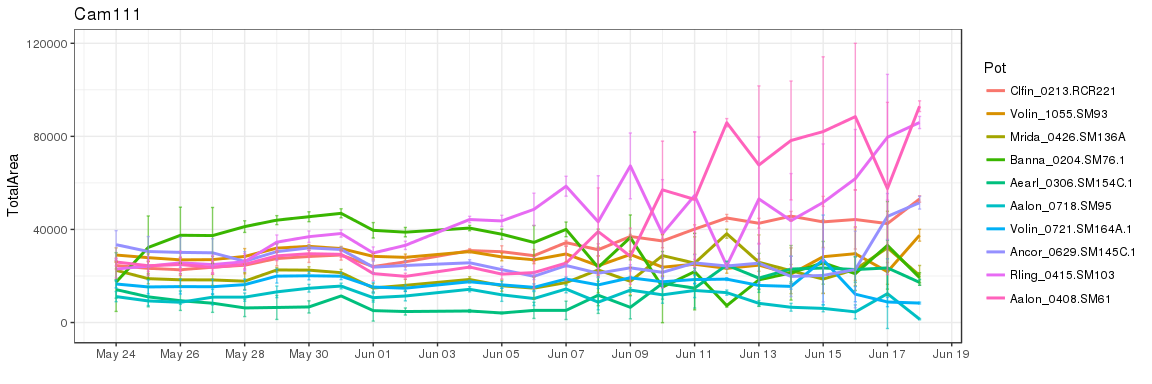 Cam111
TotalArea
120000
80000
40000
0
May 24 May 26 May 28 May 30 Jun 01 Jun 03 Jun 05 Jun 07 Jun 09 Jun 11 Jun 13 Jun 15 Jun 17 Jun 19
Pot
Clfin_0213.RCR221
Volin_1055.SM93
Mrida_0426.SM136A
Banna_0204.SM76.1
Aearl_0306.SM154C.1
Aalon_0718.SM95
Volin_0721.SM164A.1
Ancor_0629.SM145C.1
Rling_0415.SM103
Aalon_0408.SM61